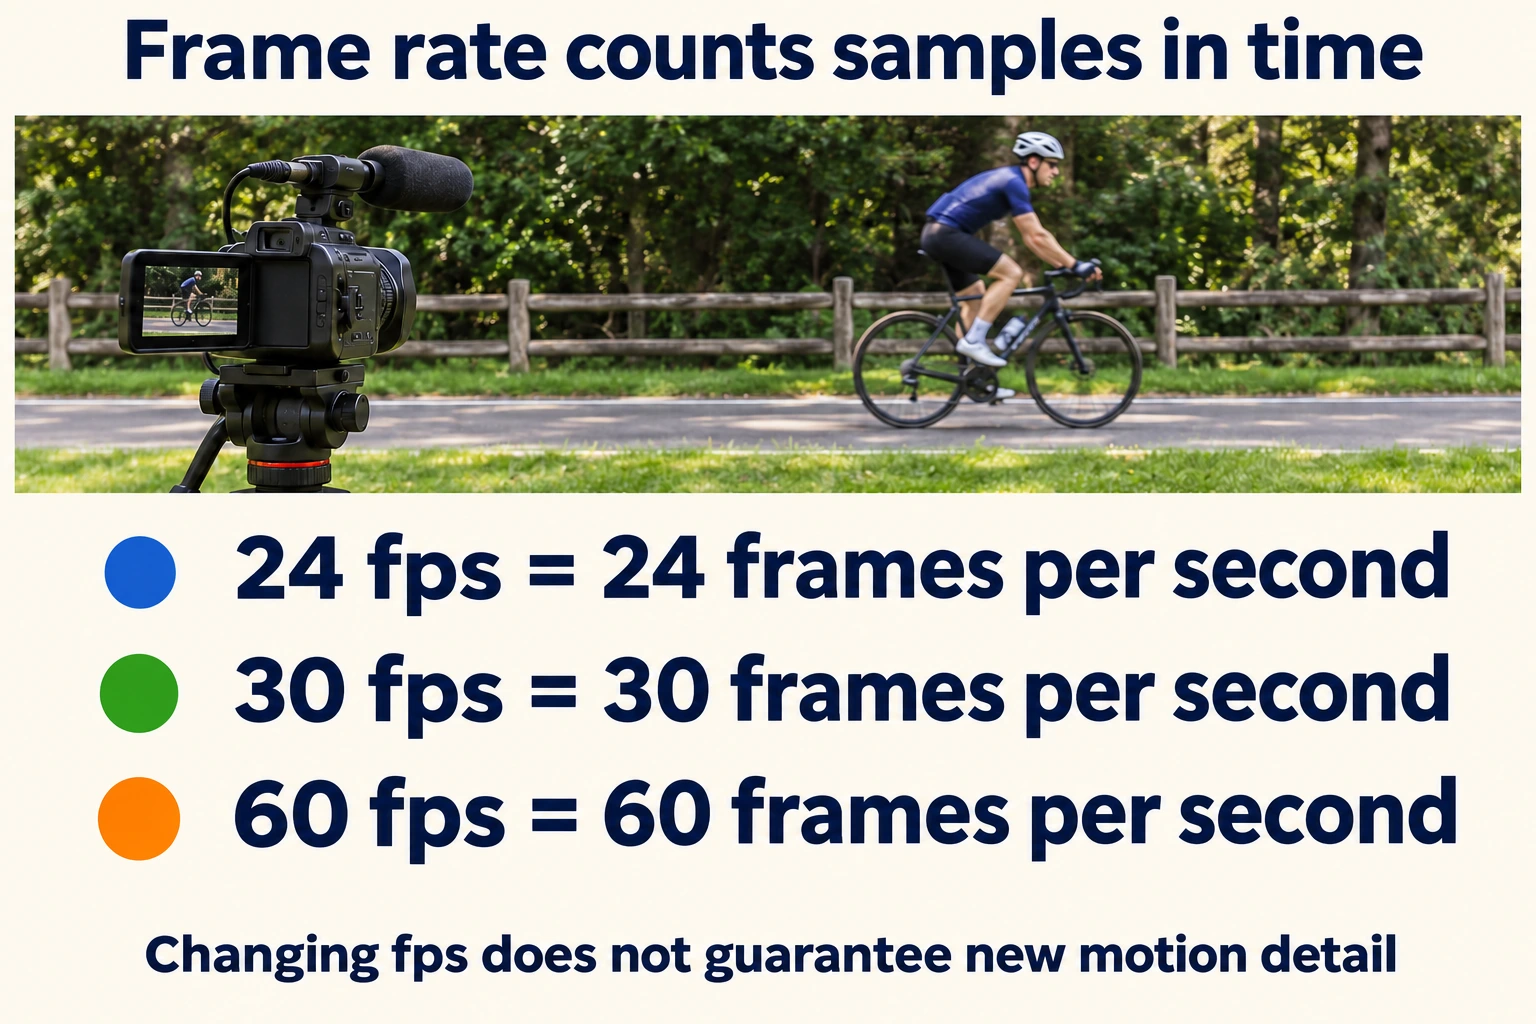 Frame rate counts samples in time
24 fps = 24 frames per second
30 fps = 30 frames per second
60 fps = 60 frames per second
Changing fps does not guarantee new motion detail